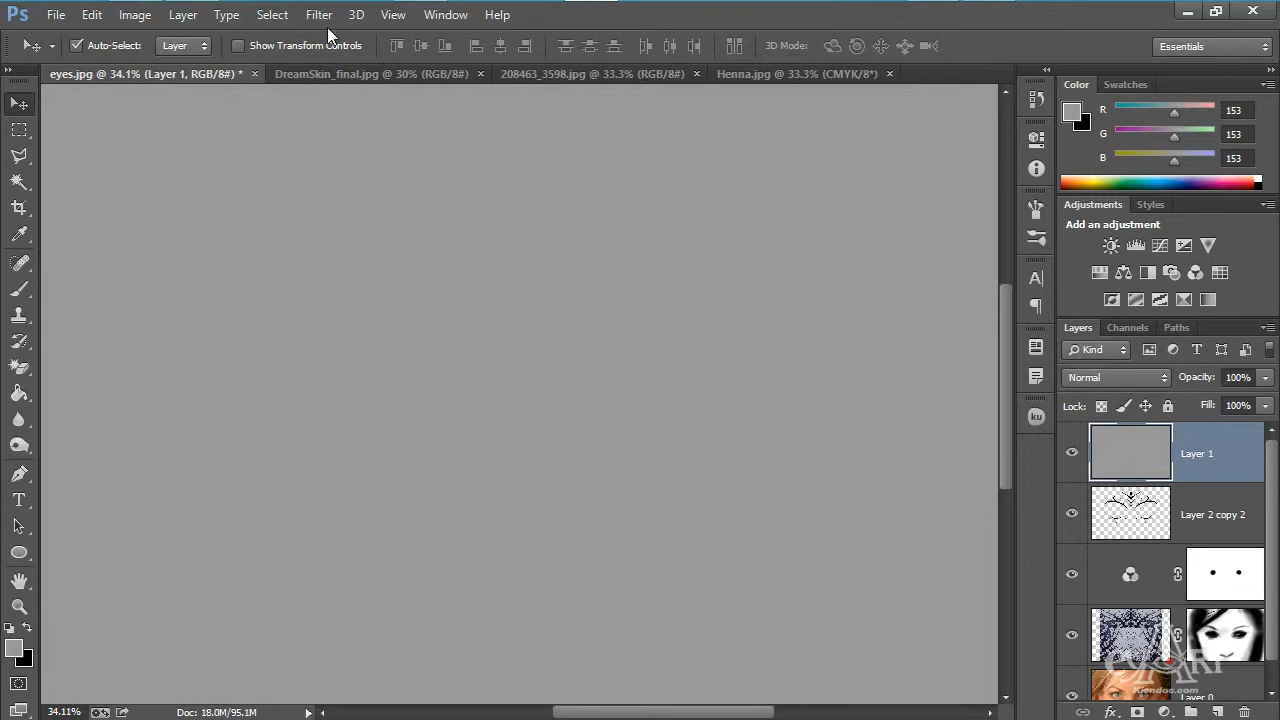 Ps File Edit Image Layer Type Select Filter 3D View Window Help
Auto-Select: Layer Show Transform Controls 3D Mode: Essentials
eyes.jpg @ 34.1% (Layer 1, RGB/8#) * DreamSkin_final.jpg @ 30% (RGB/8#) 208463_3598.jpg @ 33.3% (RGB/8#) Henna.jpg @ 33.3% (CMYK/8*)
Color Swatches
R 153
G 153
B 153
Adjustments Styles
Add an adjustment
Layers Channels Paths
Kind
Normal Opacity: 100%
Lock: Fill: 100%
Layer 1
Layer 2 copy 2
Layer 0
ku
Kiendoc.com
34.11% Doc: 18.0M/95.1M